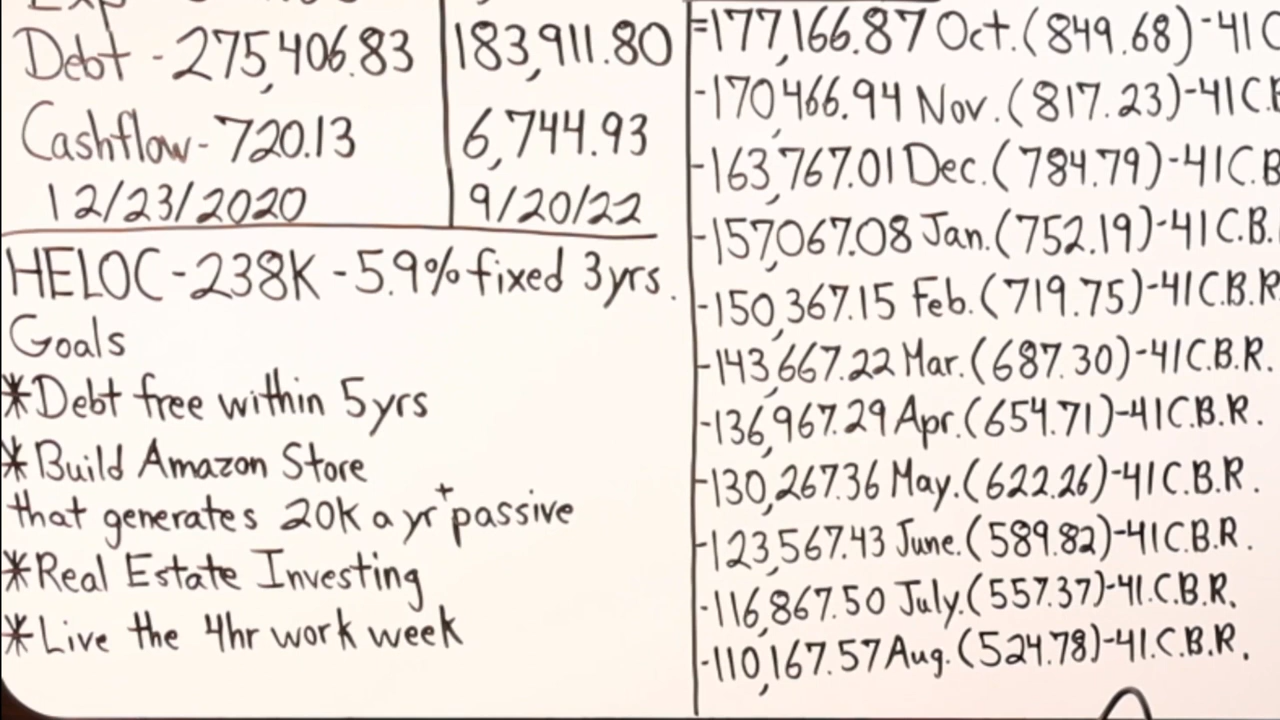 Debt - 275,406.83
183,911.80
Cashflow - 720.13
6,744.93
12/23/2020
9/20/22
HELOC - 238K - 5.9% fixed 3yrs.
Goals
*Debt free within 5yrs
*Build Amazon Store
that generates 20K a yr+ passive
*Real Estate Investing
*Live the 4hr work week
=177,166.87 Oct. (849.68)-41C
-170,466.94 Nov. (817.23)-41C.B
-163,767.01 Dec. (784.79)-41C.B
-157,067.08 Jan. (752.19)-41C.B.
-150,367.15 Feb. (719.75)-41C.B.R
-143,667.22 Mar. (687.30)-41C.B.R.
-136,967.29 Apr. (654.71)-41C.B.R.
-130,267.36 May. (622.26)-41C.B.R.
-123,567.43 June. (589.82)-41C.B.R.
-116,867.50 July. (557.37)-41.C.B.R.
-110,167.57 Aug. (524.78)-41.C.B.R.